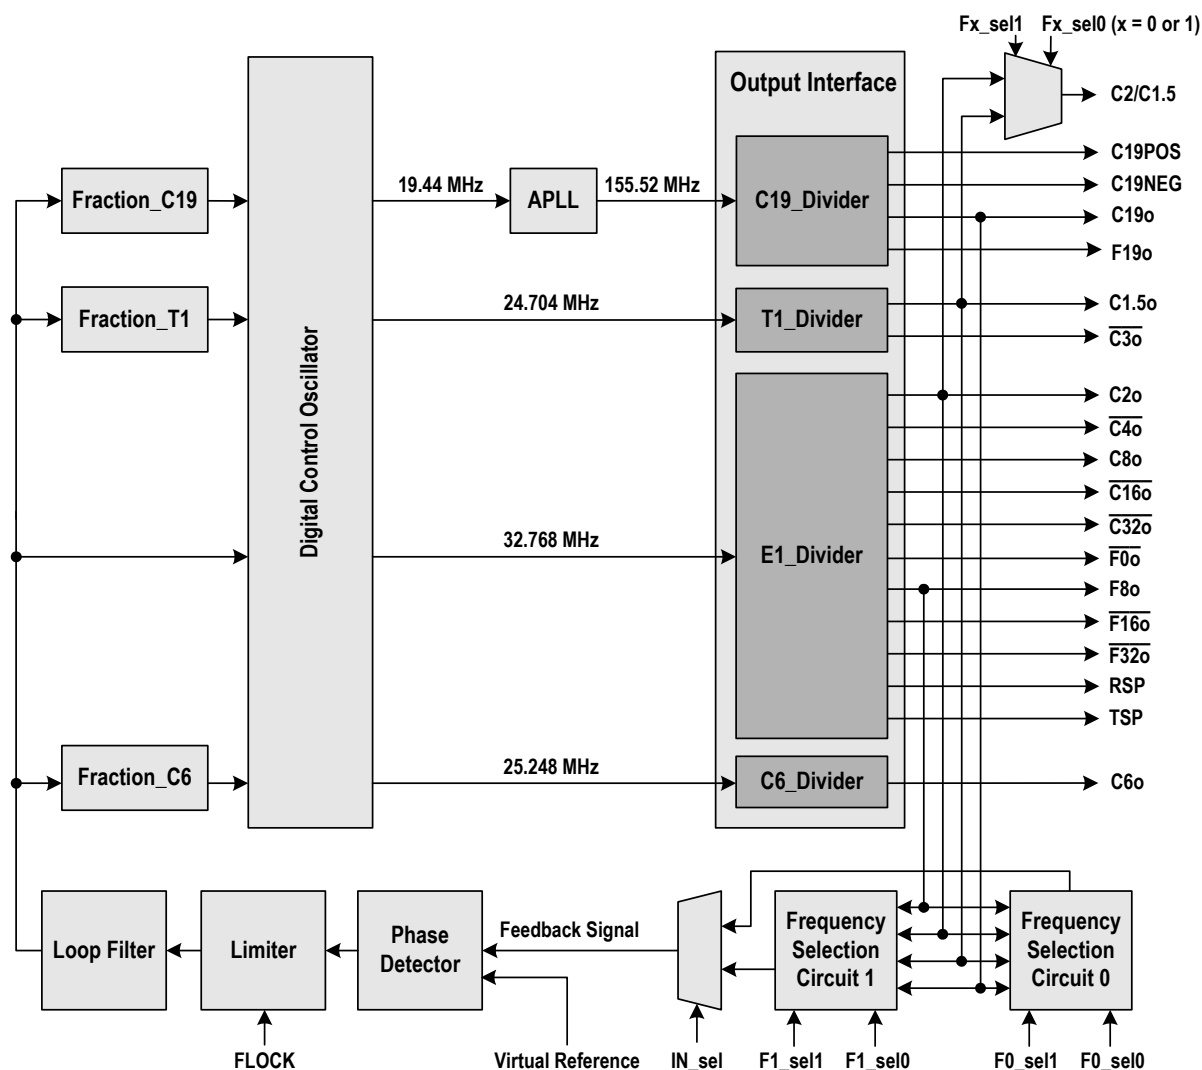 Fx_sel1
Fx_sel0 (x = 0 or 1)
Output Interface
C2/C1.5
C19POS
19.44 MHz
155.52 MHz
C19NEG
Fraction_C19
APLL
C19_Divider
C19o
F19o
24.704 MHz
C1.5o
Fraction_T1
T1_Divider
C3o
Digital Control Oscillator
C2o
C4o
C8o
C16o
C32o
32.768 MHz
E1_Divider
F0o
F8o
F16o
F32o
RSP
TSP
25.248 MHz
Fraction_C6
C6_Divider
C6o
Loop Filter
Limiter
Phase
Detector
Feedback Signal
Frequency
Selection
Circuit 1
Frequency
Selection
Circuit 0
FLOCK
Virtual Reference
IN_sel
F1_sel1
F1_sel0
F0_sel1
F0_sel0